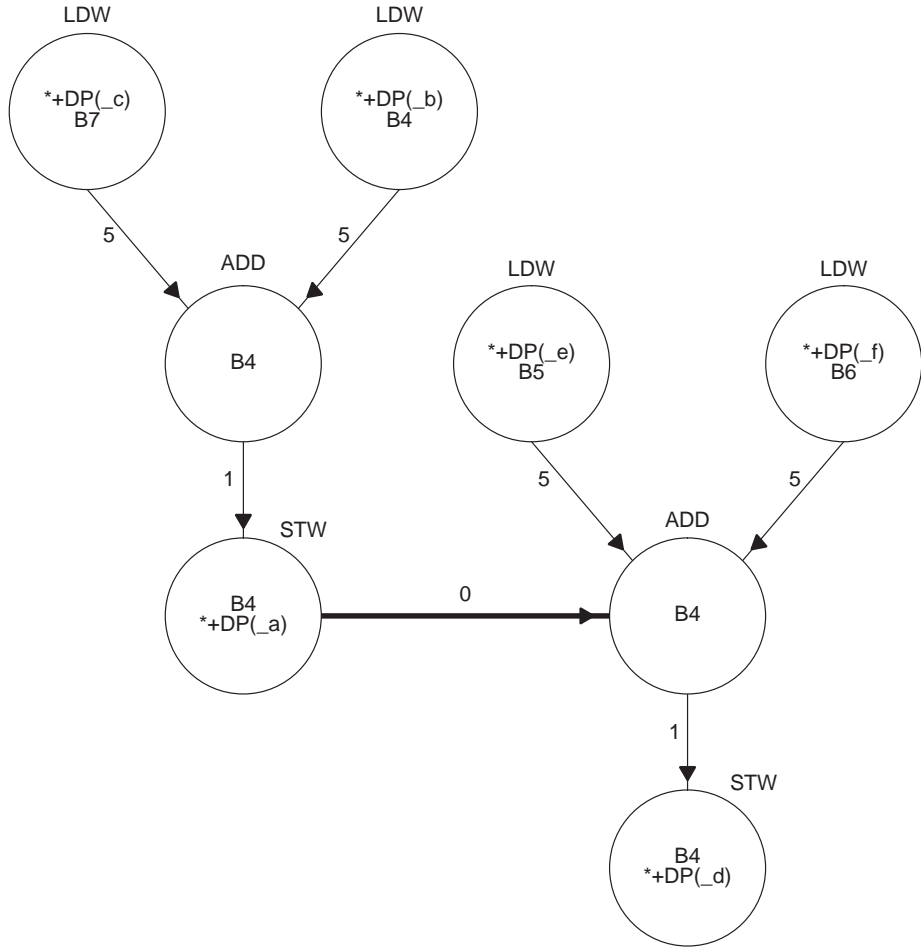 LDW
LDW
*+DP(_c)
B7
*+DP(_b)
B4
5
5
ADD
LDW
LDW
B4
*+DP(_e)
B5
*+DP(_f)
B6
1
5
5
STW
ADD
B4
*+DP(_a)
0
B4
1
STW
B4
*+DP(_d)